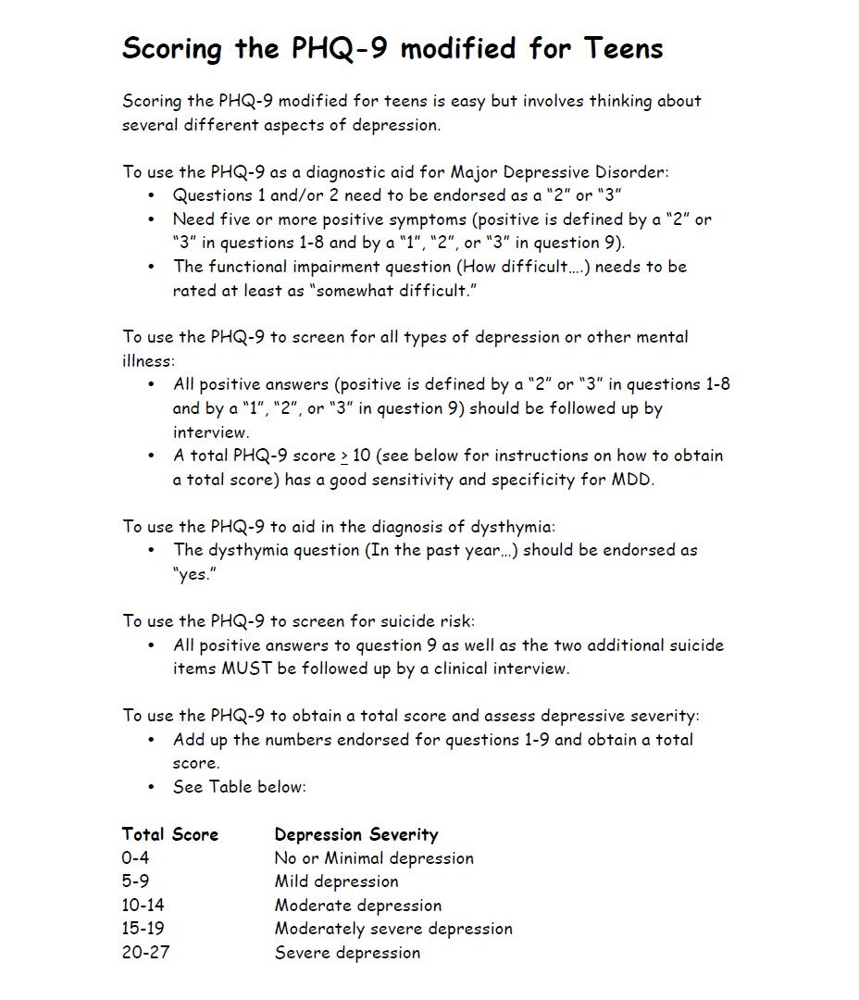 Scoring the PHQ-9 modified for Teens
Scoring the PHQ-9 modified for teens is easy but involves thinking about
several different aspects of depression.
To use the PHQ-9 as a diagnostic aid for Major Depressive Disorder:
• Questions 1 and/or 2 need to be endorsed as a “2” or “3”
• Need five or more positive symptoms (positive is defined by a “2” or
“3” in questions 1-8 and by a “1”, “2”, or “3” in question 9).
• The functional impairment question (How difficult….) needs to be
rated at least as “somewhat difficult.”
To use the PHQ-9 to screen for all types of depression or other mental
illness:
• All positive answers (positive is defined by a “2” or “3” in questions 1-8
and by a “1”, “2”, or “3” in question 9) should be followed up by
interview.
• A total PHQ-9 score ≥ 10 (see below for instructions on how to obtain
a total score) has a good sensitivity and specificity for MDD.
To use the PHQ-9 to aid in the diagnosis of dysthymia:
• The dysthymia question (In the past year…) should be endorsed as
“yes.”
To use the PHQ-9 to screen for suicide risk:
• All positive answers to question 9 as well as the two additional suicide
items MUST be followed up by a clinical interview.
To use the PHQ-9 to obtain a total score and assess depressive severity:
• Add up the numbers endorsed for questions 1-9 and obtain a total
score.
• See Table below:
Total Score Depression Severity
0-4 No or Minimal depression
5-9 Mild depression
10-14 Moderate depression
15-19 Moderately severe depression
20-27 Severe depression